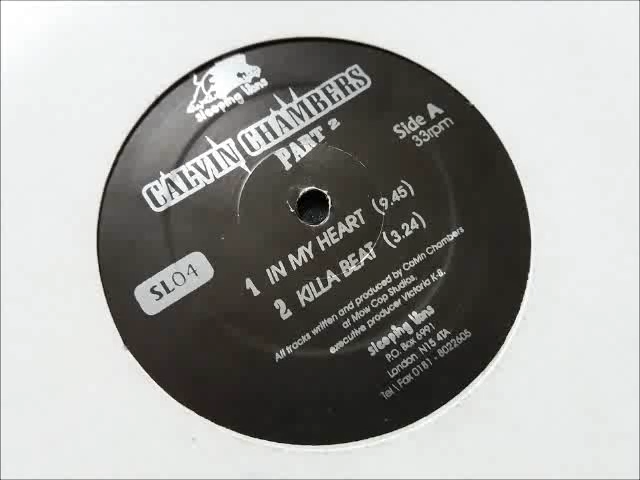 sleeping lions
CALVIN CHAMBERS
PART 2
Side A
33rpm
SL04
1 IN MY HEART (9.45)
2 KILLA BEAT (3.24)
All tracks written and produced by Calvin Chambers
at Mow Cop Studios,
executive producer Victoria K-B.
sleeping lions
P.O. Box 6991
London N15 4TA
Tel \ Fax 0181 - 8022605